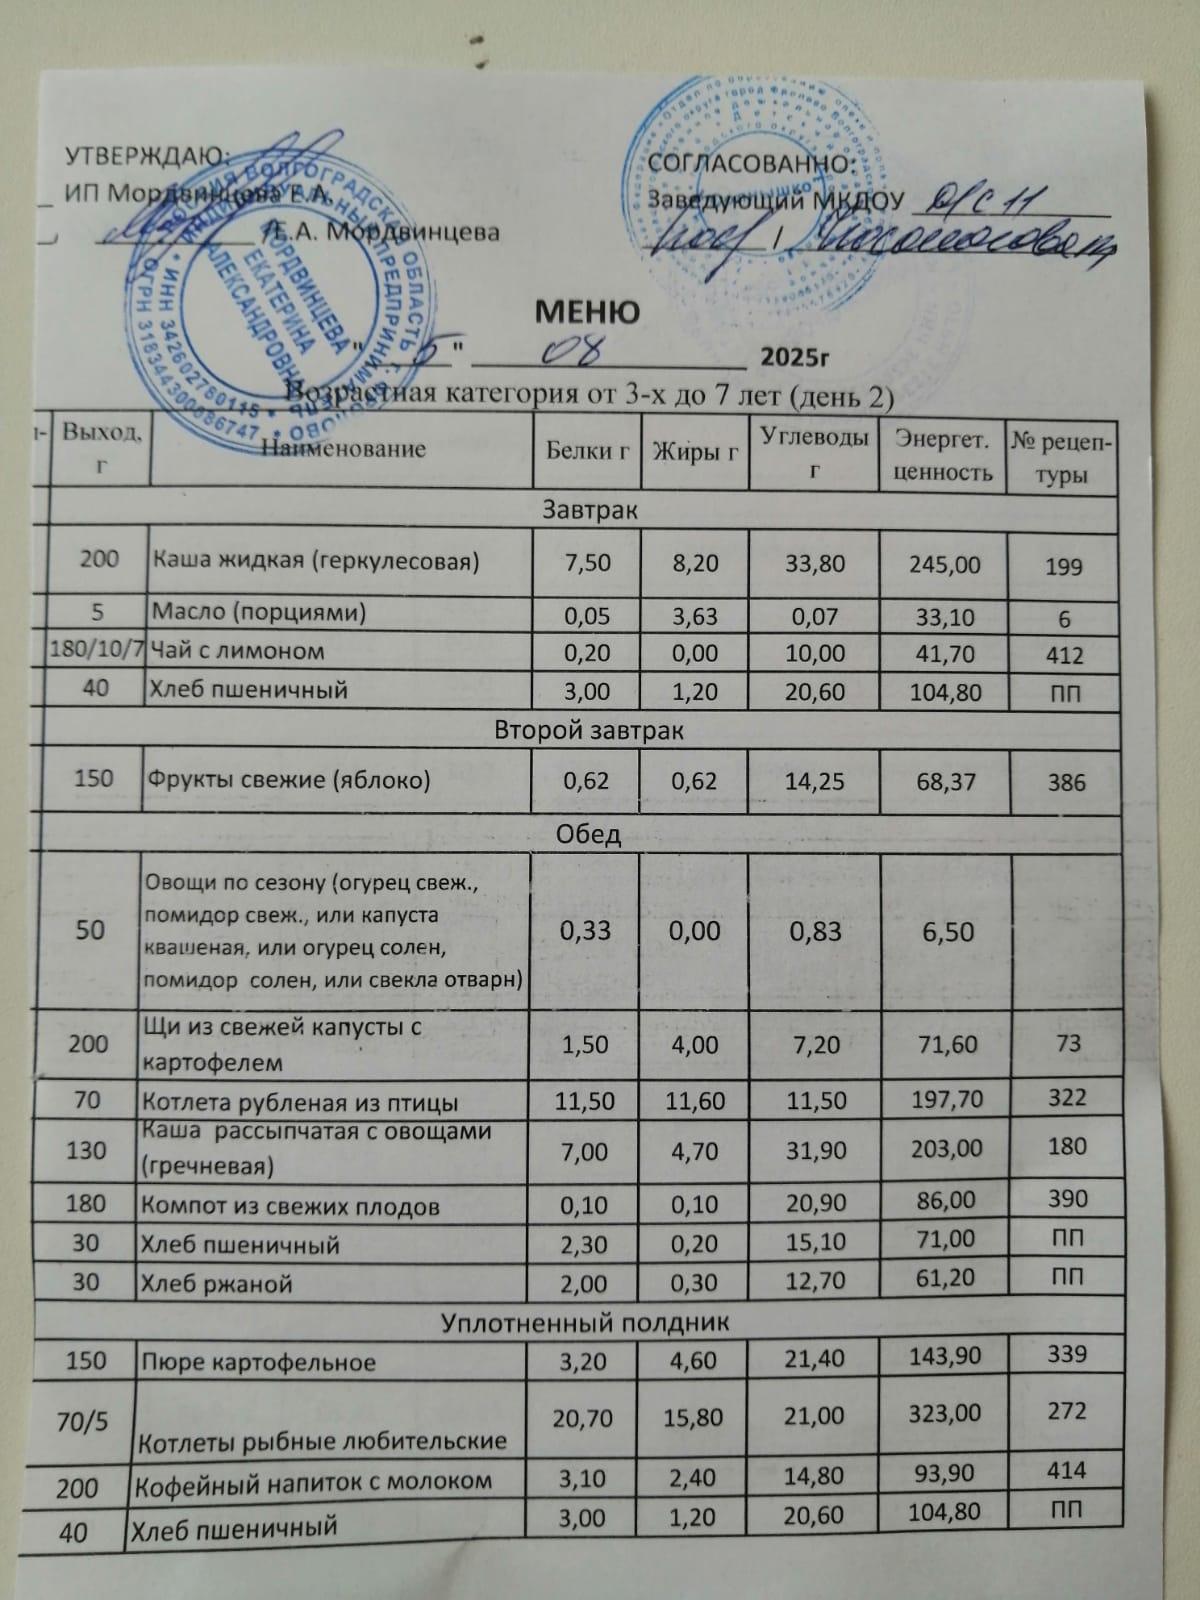 УТВЕРЖДАЮ:
ИП Мордвинцева Е.А.
/Е.А. Мордвинцева
СОГЛАСОВАННО:
Заведующий МКДОУ Д/С 11
/
РОССИЯ ВОЛГОГРАДСКАЯ ОБЛАСТЬ Г. ФРОЛОВО
ИНДИВИДУАЛЬНЫЙ ПРЕДПРИНИМАТЕЛЬ
МОРДВИНЦЕВА
ЕКАТЕРИНА
АЛЕКСАНДРОВНА
ИНН 342602780115
ОГРН 318344300086747
МЕНЮ
" 5 " 08 2025г
Возрастная категория от 3-х до 7 лет (день 2)
Выход, г Наименование Белки г Жиры г Углеводы г Энергет. ценность № рецеп-туры
Завтрак
200 Каша жидкая (геркулесовая) 7,50 8,20 33,80 245,00 199
5 Масло (порциями) 0,05 3,63 0,07 33,10 6
180/10/7 Чай с лимоном 0,20 0,00 10,00 41,70 412
40 Хлеб пшеничный 3,00 1,20 20,60 104,80 ПП
Второй завтрак
150 Фрукты свежие (яблоко) 0,62 0,62 14,25 68,37 386
Обед
Овощи по сезону (огурец свеж.,
помидор свеж., или капуста
50 0,33 0,00 0,83 6,50
квашеная, или огурец солен,
помидор солен, или свекла отварн)
Щи из свежей капусты с
200 1,50 4,00 7,20 71,60 73
картофелем
70 Котлета рубленая из птицы 11,50 11,60 11,50 197,70 322
Каша рассыпчатая с овощами
130 7,00 4,70 31,90 203,00 180
(гречневая)
180 Компот из свежих плодов 0,10 0,10 20,90 86,00 390
30 Хлеб пшеничный 2,30 0,20 15,10 71,00 ПП
30 Хлеб ржаной 2,00 0,30 12,70 61,20 ПП
Уплотненный полдник
150 Пюре картофельное 3,20 4,60 21,40 143,90 339
70/5 Котлеты рыбные любительские 20,70 15,80 21,00 323,00 272
200 Кофейный напиток с молоком 3,10 2,40 14,80 93,90 414
40 Хлеб пшеничный 3,00 1,20 20,60 104,80 ПП